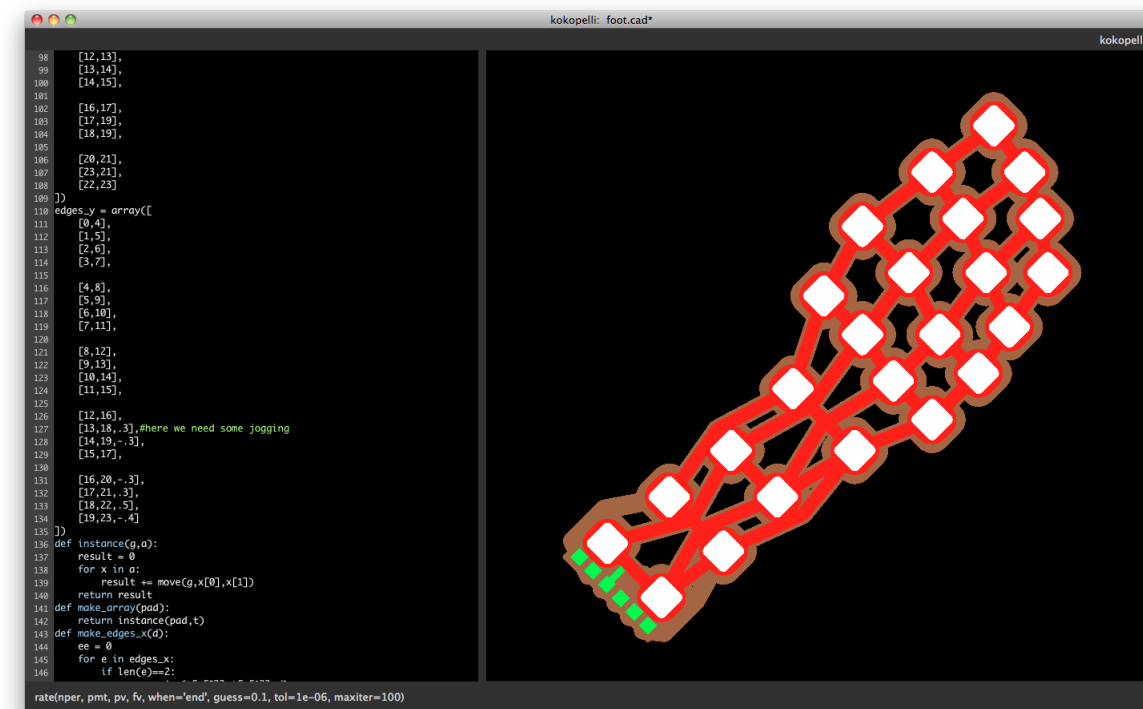 kokopelli: foot.cad*
kokopelli
98 [12,13],
99 [13,14],
100 [14,15],
101
102 [16,17],
103 [17,19],
104 [18,19],
105
106 [20,21],
107 [23,21],
108 [22,23]
109 ])
110 edges_y = array([
111 [0,4],
112 [1,5],
113 [2,6],
114 [3,7],
115
116 [4,8],
117 [5,9],
118 [6,10],
119 [7,11],
120
121 [8,12],
122 [9,13],
123 [10,14],
124 [11,15],
125
126 [12,16],
127 [13,18,.3],#here we need some jogging
128 [14,19,-.3],
129 [15,17],
130
131 [16,20,-.3],
132 [17,21,.3],
133 [18,22,.5],
134 [19,23,-.4]
135 ])
136 def instance(g,a):
137 result = 0
138 for x in a:
139 result += move(g,x[0],x[1])
140 return result
141 def make_array(pad):
142 return instance(pad,t)
143 def make_edges_x(d):
144 ee = 0
145 for e in edges_x:
146 if len(e)==2:
rate(nper, pmt, pv, fv, when='end', guess=0.1, tol=1e-06, maxiter=100)